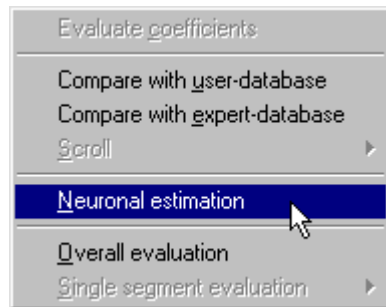 Evaluate coefficients
Compare with user-database
Compare with expert-database
Scroll
Neuronal estimation
Overall evaluation
Single segment evaluation